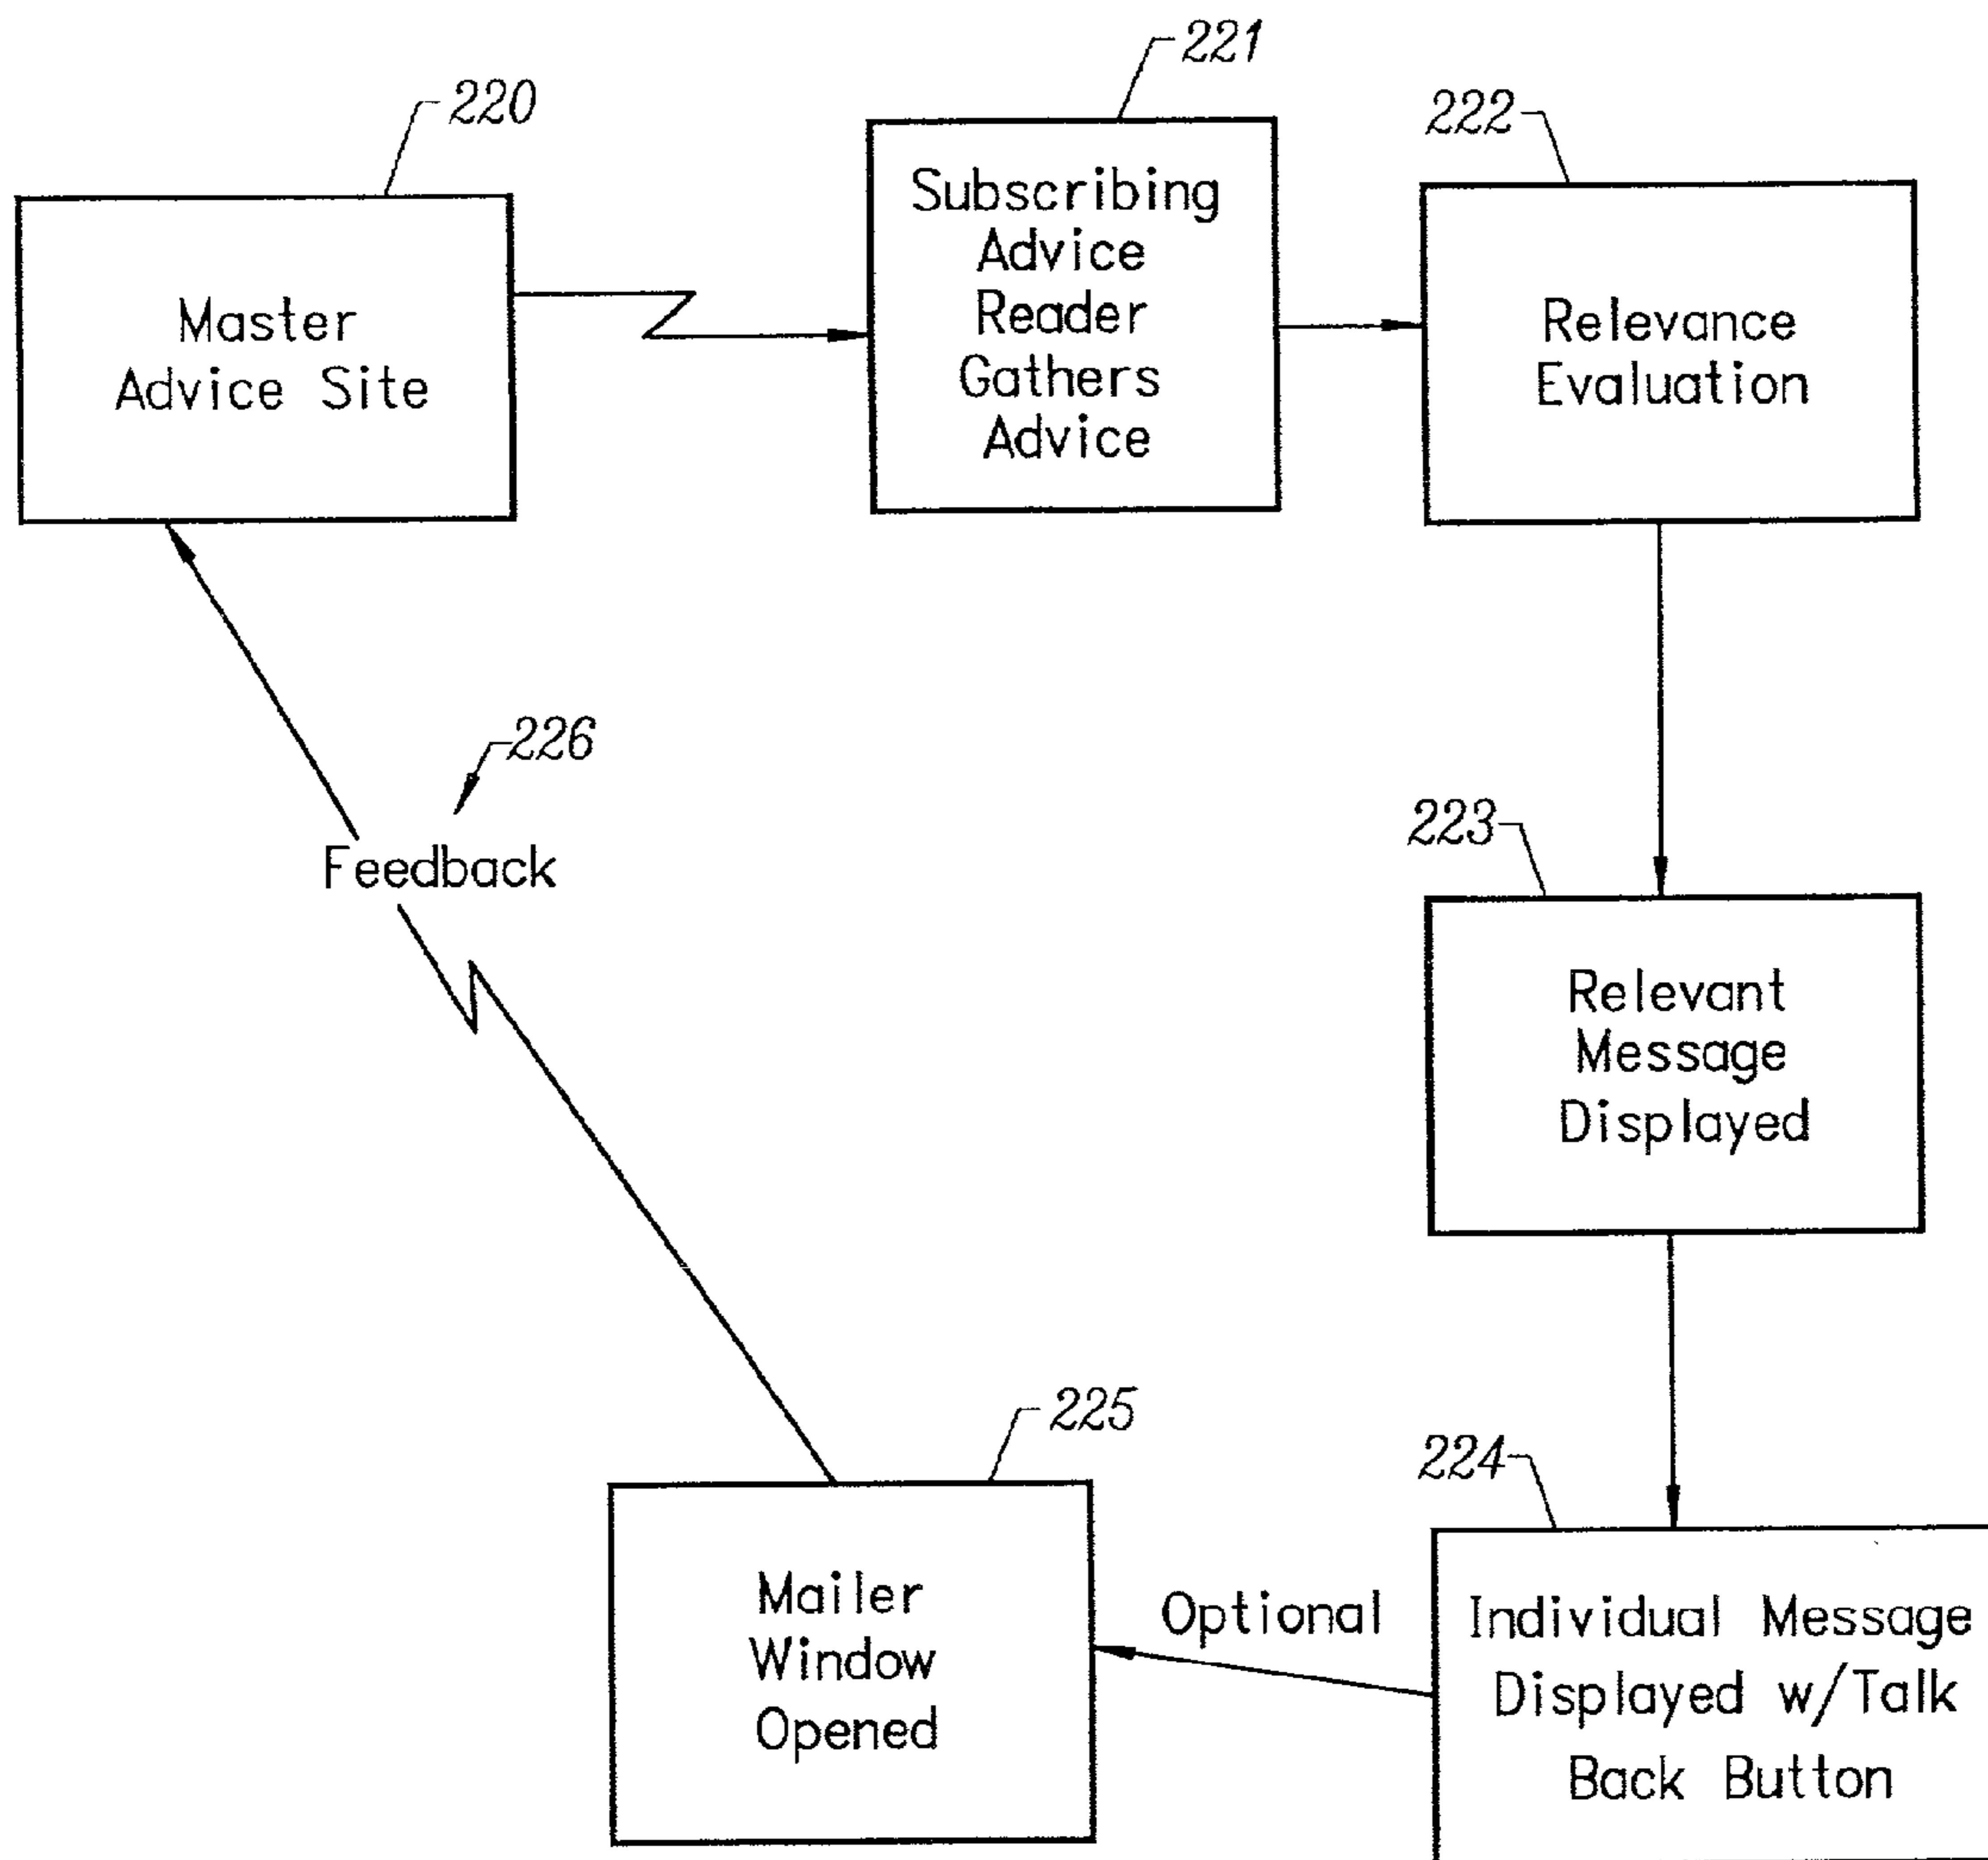 220
Master
Advice Site
221
Subscribing
Advice
Reader
Gathers
Advice
222
Relevance
Evaluation
223
Relevant
Message
Displayed
224
Individual Message
Displayed w/Talk
Back Button
Optional
225
Mailer
Window
Opened
226
Feedback